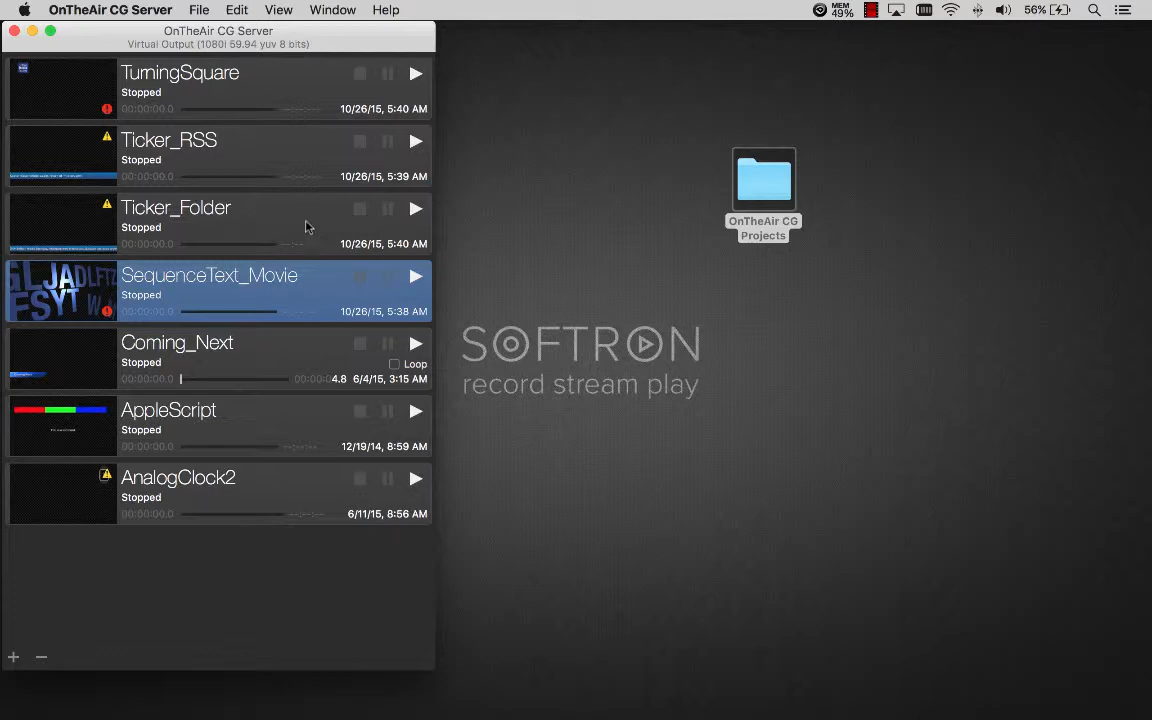 OnTheAir CG Server File Edit View Window Help MEM 49% 56%
OnTheAir CG Server
Virtual Output (1080i 59.94 yuv 8 bits)
TurningSquare
Stopped
00:00:00.0 --:--:--.-- 10/26/15, 5:40 AM
Ticker_RSS
Stopped
00:00:00.0 --:--:--.-- 10/26/15, 5:39 AM
Ticker_Folder
Stopped
00:00:00.0 --:-- 10/26/15, 5:40 AM
SequenceText_Movie
Stopped
00:00:00.0 10/26/15, 5:38 AM
Coming_Next
Stopped
Loop
00:00:00.0 00:00:04.8 6/4/15, 3:15 AM
AppleScript
Stopped
00:00:00.0 --:--:-- 12/19/14, 8:59 AM
AnalogClock2
Stopped
00:00:00.0 --:--:-- 6/11/15, 8:56 AM
OnTheAir CG
Projects
SOFTRON
record stream play